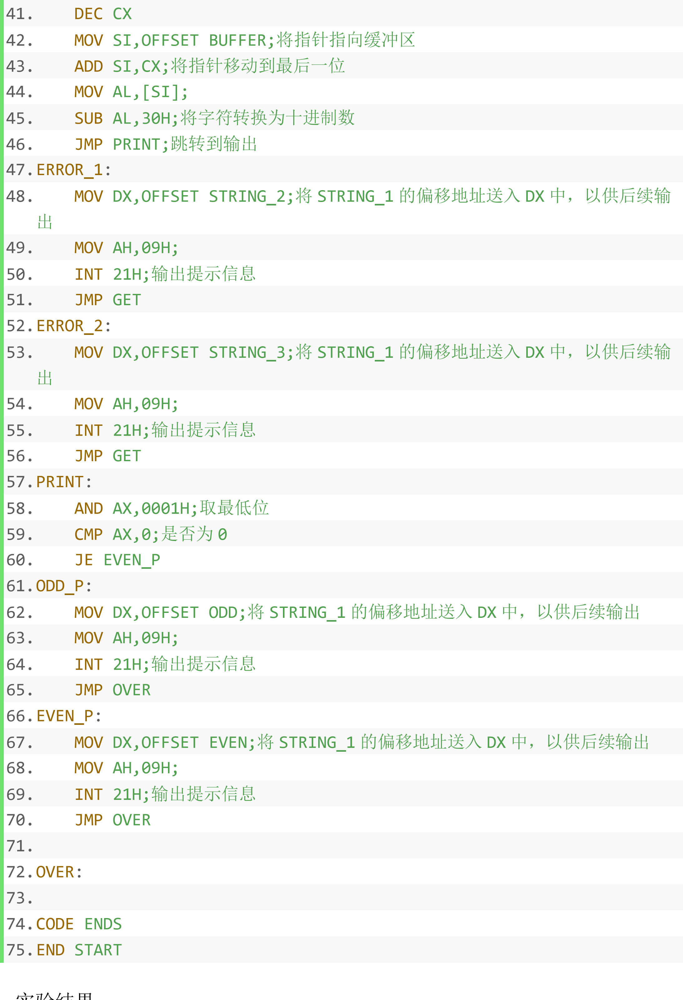 41.    DEC CX
42.    MOV SI,OFFSET BUFFER;将指针指向缓冲区
43.    ADD SI,CX;将指针移动到最后一位
44.    MOV AL,[SI];
45.    SUB AL,30H;将字符转换为十进制数
46.    JMP PRINT;跳转到输出
47.ERROR_1:
48.    MOV DX,OFFSET STRING_2;将 STRING_1 的偏移地址送入 DX 中，以供后续输
出
49.    MOV AH,09H;
50.    INT 21H;输出提示信息
51.    JMP GET
52.ERROR_2:
53.    MOV DX,OFFSET STRING_3;将 STRING_1 的偏移地址送入 DX 中，以供后续输
出
54.    MOV AH,09H;
55.    INT 21H;输出提示信息
56.    JMP GET
57.PRINT:
58.    AND AX,0001H;取最低位
59.    CMP AX,0;是否为 0
60.    JE EVEN_P
61.ODD_P:
62.    MOV DX,OFFSET ODD;将 STRING_1 的偏移地址送入 DX 中，以供后续输出
63.    MOV AH,09H;
64.    INT 21H;输出提示信息
65.    JMP OVER
66.EVEN_P:
67.    MOV DX,OFFSET EVEN;将 STRING_1 的偏移地址送入 DX 中，以供后续输出
68.    MOV AH,09H;
69.    INT 21H;输出提示信息
70.    JMP OVER
71.
72.OVER:
73.
74.CODE ENDS
75.END START
实验结果